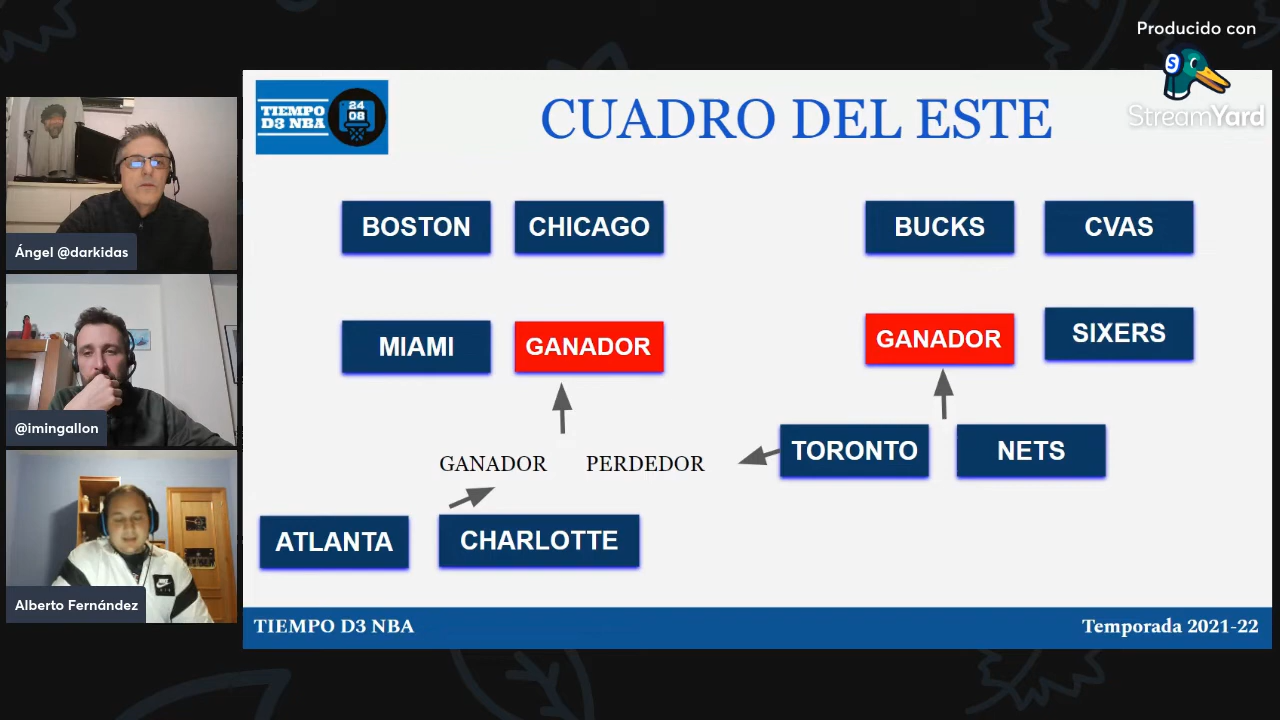 Producido con
StreamYard
TIEMPO
D3 NBA
24
08
CUADRO DEL ESTE
BOSTON
CHICAGO
BUCKS
CVAS
MIAMI
GANADOR
GANADOR
SIXERS
GANADOR
PERDEDOR
TORONTO
NETS
ATLANTA
CHARLOTTE
TIEMPO D3 NBA
Temporada 2021-22
Ángel @darkidas
@imingallon
Alberto Fernández